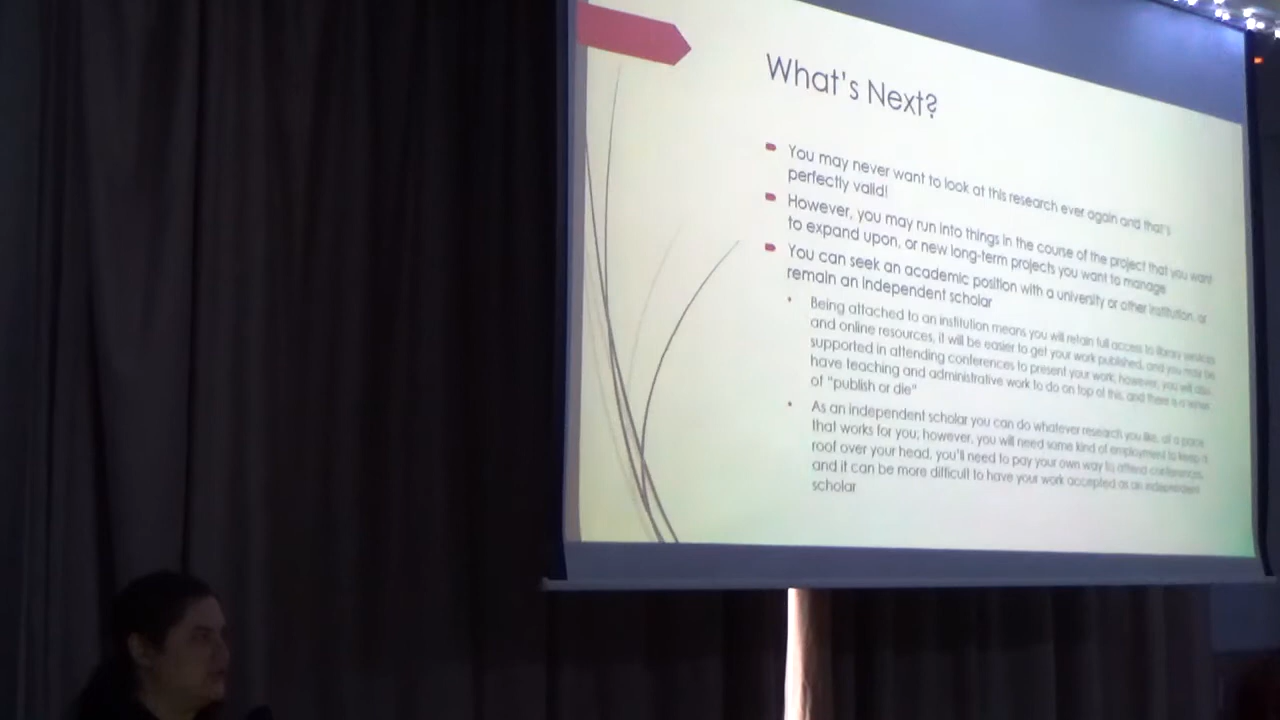 What's Next?
You may never want to look at this research ever again and that's
perfectly valid!
However, you may run into things in the course of the project that you want
to expand upon, or new long-term projects you want to manage
You can seek an academic position with a university or other institution, or
remain an independent scholar
Being attached to an institution means you will retain full access to library services
and online resources, it will be easier to get your work published, and you may be
supported in attending conferences to present your work; however, you will also
have teaching and administrative work to do on top of this, and there is a
of "publish or die"
As an independent scholar you can do whatever research you like, at a pace
that works for you; however, you will need some kind of employment to keep a
roof over your head, you'll need to pay your own way to attend conferences,
and it can be more difficult to have your work accepted as an independent
scholar